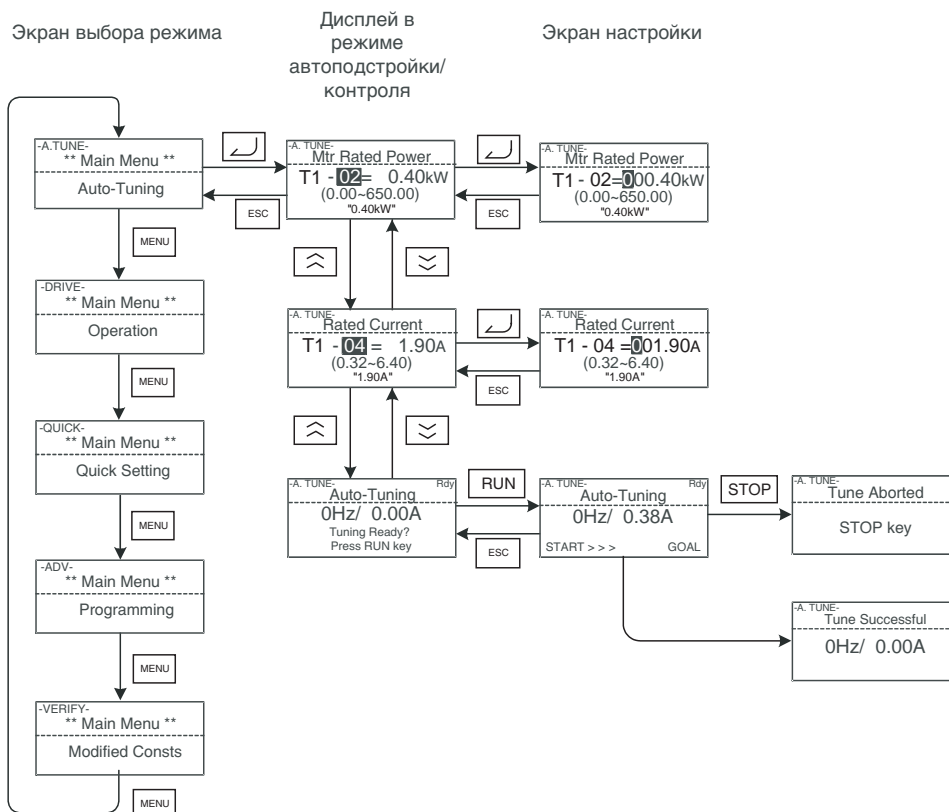 Экран выбора режима
Дисплей в
режиме
автоподстройки/
контроля
Экран настройки
-A.TUNE-
** Main Menu **
Auto-Tuning
ESC
-A. TUNE-
Mtr Rated Power
T1 - 02= 0.40kW
(0.00~650.00)
"0.40kW"
ESC
-A. TUNE-
Mtr Rated Power
T1 - 02=000.40kW
(0.00~650.00)
"0.40kW"
MENU
-DRIVE-
** Main Menu **
Operation
-A. TUNE-
Rated Current
T1 - 04 = 1.90A
(0.32~6.40)
"1.90A"
ESC
-A. TUNE-
Rated Current
T1 - 04 =001.90A
(0.32~6.40)
"1.90A"
MENU
-QUICK-
** Main Menu **
Quick Setting
-A. TUNE-
Rdy
Auto-Tuning
0Hz/ 0.00A
Tuning Ready?
Press RUN key
RUN
ESC
-A. TUNE-
Rdy
Auto-Tuning
0Hz/ 0.38A
START > > > GOAL
STOP
-A. TUNE-
Tune Aborted
STOP key
MENU
-ADV-
** Main Menu **
Programming
-A. TUNE-
Tune Successful
0Hz/ 0.00A
MENU
-VERIFY-
** Main Menu **
Modified Consts
MENU